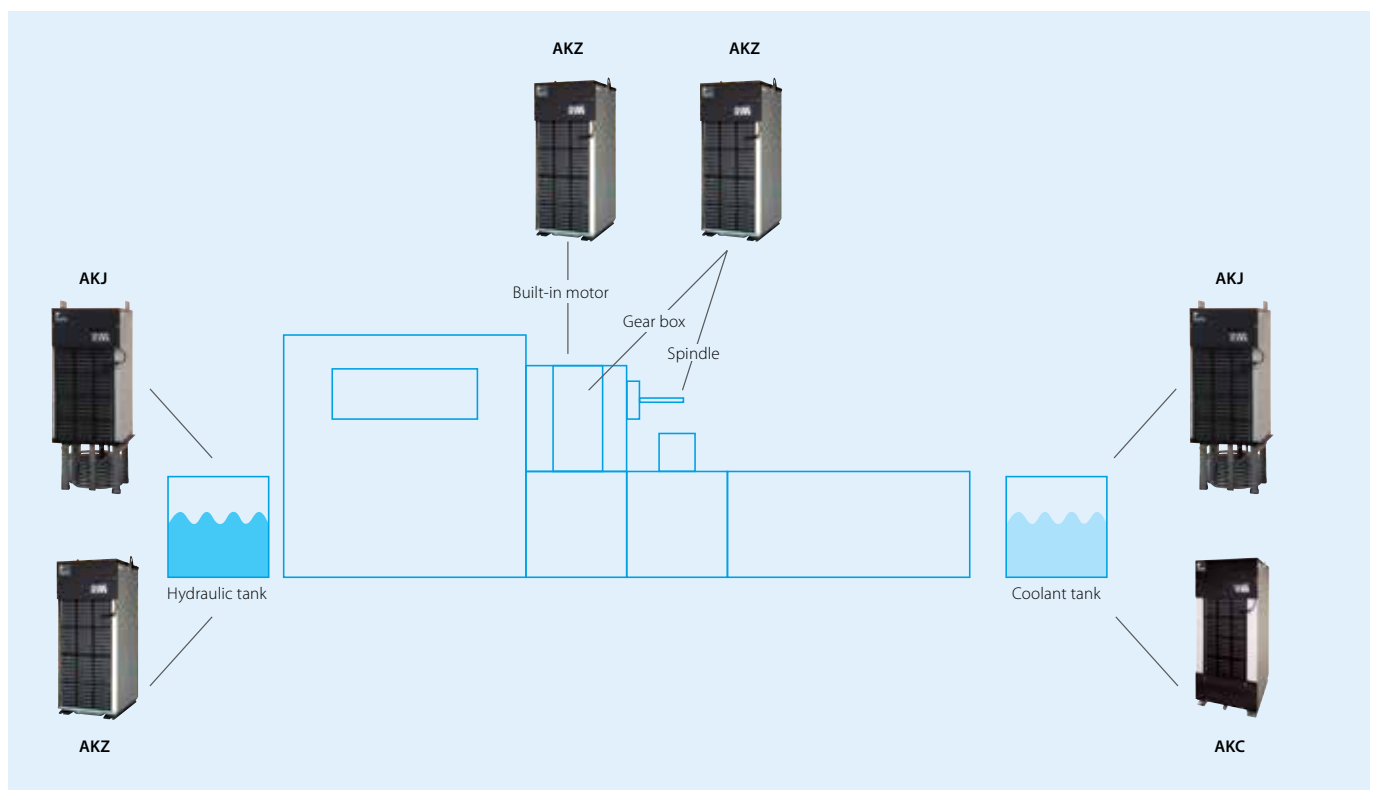 AKZ
AKZ
AKJ
AKJ
Built-in motor
Gear box
Spindle
Hydraulic tank
Coolant tank
AKZ
AKC